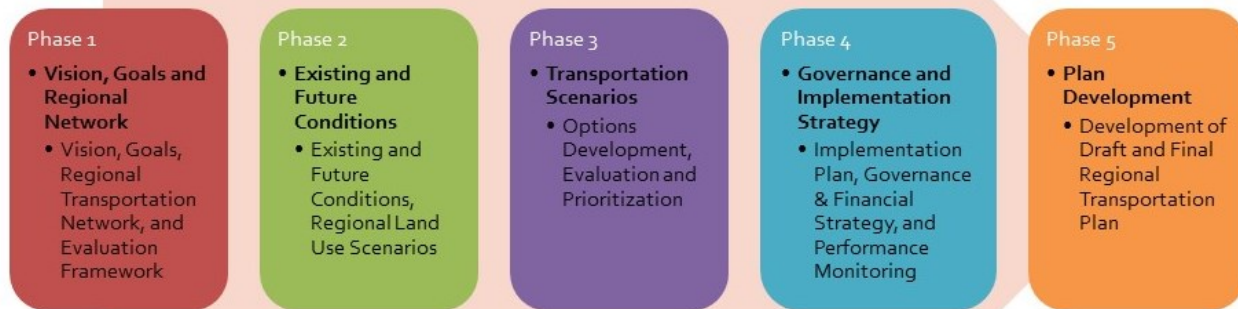 Phase 1
• Vision, Goals and
Regional
Network
• Vision, Goals,
Regional
Transportation
Network, and
Evaluation
Framework
Phase 2
• Existing and
Future
Conditions
• Existing and
Future
Conditions,
Regional Land
Use Scenarios
Phase 3
• Transportation
Scenarios
• Options
Development,
Evaluation and
Prioritization
Phase 4
• Governance and
Implementation
Strategy
• Implementation
Plan, Governance
& Financial
Strategy, and
Performance
Monitoring
Phase 5
• Plan
Development
• Development of
Draft and Final
Regional
Transportation
Plan